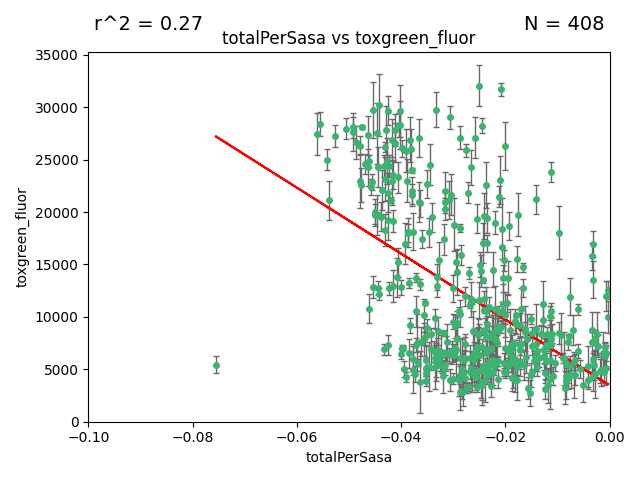 r^2 = 0.27
N = 408
totalPerSasa vs toxgreen_fluor
35000
30000
25000
20000
15000
10000
5000
0
toxgreen_fluor
−0.10
−0.08
−0.06
−0.04
−0.02
0.00
totalPerSasa